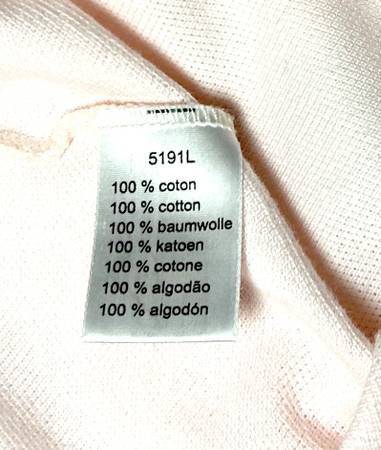 5191L
100 % coton
100 % cotton
100 % baumwolle
100 % katoen
100 % cotone
100 % algodão
100 % algodón